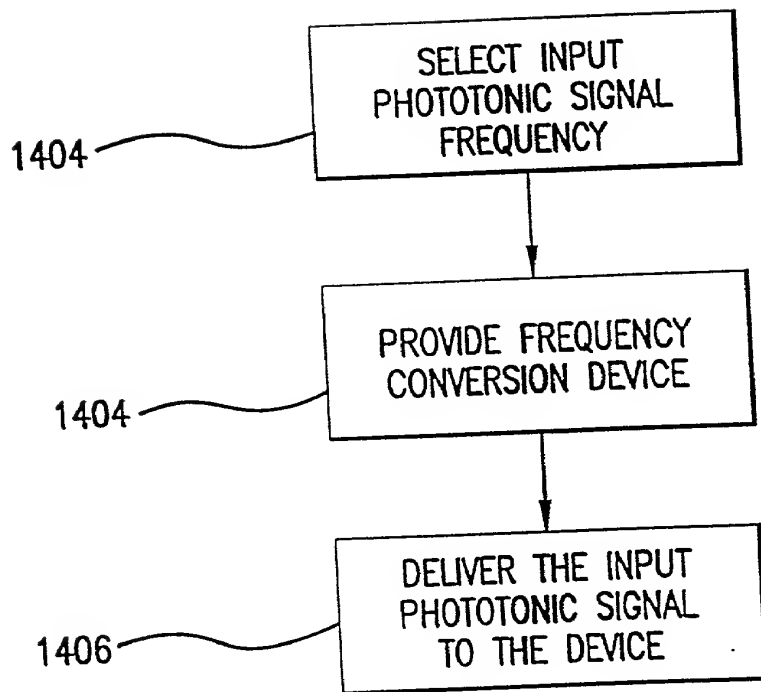 SELECT INPUT
PHOTOTONIC SIGNAL
FREQUENCY
1404
PROVIDE FREQUENCY
CONVERSION DEVICE
1404
DELIVER THE INPUT
PHOTOTONIC SIGNAL
TO THE DEVICE
1406